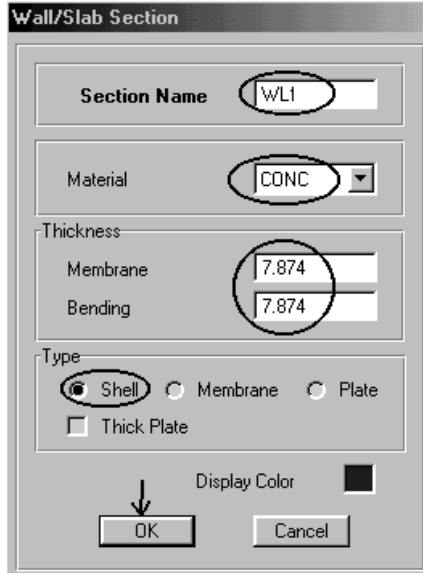 Wall/Slab Section
Section Name WL1
Material CONC
Thickness
Membrane 7.874
Bending 7.874
Type
Shell Membrane Plate
Thick Plate
Display Color
OK Cancel